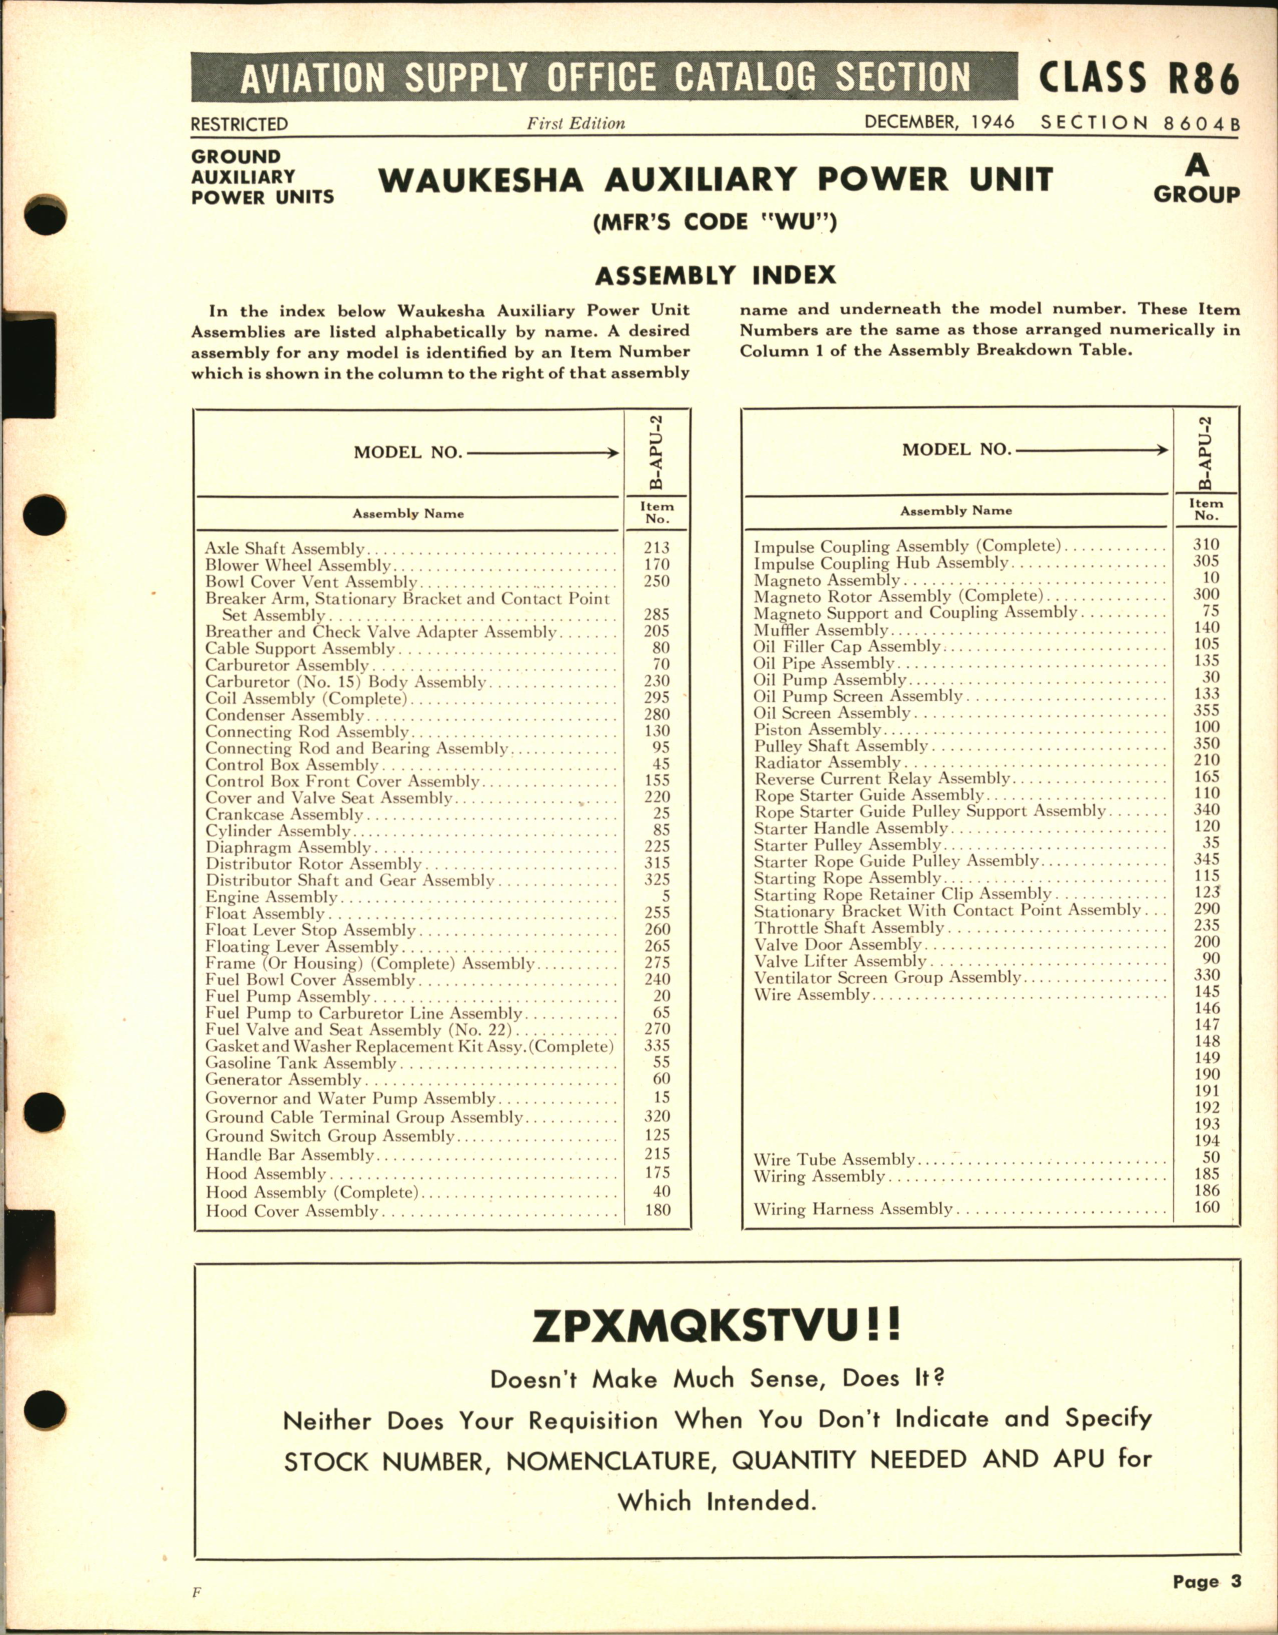 AVIATION SUPPLY OFFICE CATALOG SECTION CLASS R86
RESTRICTED First Edition DECEMBER, 1946 SECTION 8604B
GROUND
AUXILIARY
POWER UNITS
WAUKESHA AUXILIARY POWER UNIT
(MFR'S CODE "WU")
A
GROUP
ASSEMBLY INDEX
In the index below Waukesha Auxiliary Power Unit
Assemblies are listed alphabetically by name. A desired
assembly for any model is identified by an Item Number
which is shown in the column to the right of that assembly
name and underneath the model number. These Item
Numbers are the same as those arranged numerically in
Column 1 of the Assembly Breakdown Table.
MODEL NO. B-APU-2
Assembly Name Item No.
Axle Shaft Assembly 213
Blower Wheel Assembly 170
Bowl Cover Vent Assembly 250
Breaker Arm, Stationary Bracket and Contact Point
Set Assembly 285
Breather and Check Valve Adapter Assembly 205
Cable Support Assembly 80
Carburetor Assembly 70
Carburetor (No. 15) Body Assembly 230
Coil Assembly (Complete) 295
Condenser Assembly 280
Connecting Rod Assembly 130
Connecting Rod and Bearing Assembly 95
Control Box Assembly 45
Control Box Front Cover Assembly 155
Cover and Valve Seat Assembly 220
Crankcase Assembly 25
Cylinder Assembly 85
Diaphragm Assembly 225
Distributor Rotor Assembly 315
Distributor Shaft and Gear Assembly 325
Engine Assembly 5
Float Assembly 255
Float Lever Stop Assembly 260
Floating Lever Assembly 265
Frame (Or Housing) (Complete) Assembly 275
Fuel Bowl Cover Assembly 240
Fuel Pump Assembly 20
Fuel Pump to Carburetor Line Assembly 65
Fuel Valve and Seat Assembly (No. 22) 270
Gasket and Washer Replacement Kit Assy. (Complete) 335
Gasoline Tank Assembly 55
Generator Assembly 60
Governor and Water Pump Assembly 15
Ground Cable Terminal Group Assembly 320
Ground Switch Group Assembly 125
Handle Bar Assembly 215
Hood Assembly 175
Hood Assembly (Complete) 40
Hood Cover Assembly 180
MODEL NO. B-APU-2
Assembly Name Item No.
Impulse Coupling Assembly (Complete) 310
Impulse Coupling Hub Assembly 305
Magneto Assembly 10
Magneto Rotor Assembly (Complete) 300
Magneto Support and Coupling Assembly 75
Muffler Assembly 140
Oil Filler Cap Assembly 105
Oil Pipe Assembly 135
Oil Pump Assembly 30
Oil Pump Screen Assembly 133
Oil Screen Assembly 355
Piston Assembly 100
Pulley Shaft Assembly 350
Radiator Assembly 210
Reverse Current Relay Assembly 165
Rope Starter Guide Assembly 110
Rope Starter Guide Pulley Support Assembly 340
Starter Handle Assembly 120
Starter Pulley Assembly 35
Starter Rope Guide Pulley Assembly 345
Starting Rope Assembly 115
Starting Rope Retainer Clip Assembly 123
Stationary Bracket With Contact Point Assembly 290
Throttle Shaft Assembly 235
Valve Door Assembly 200
Valve Lifter Assembly 90
Ventilator Screen Group Assembly 330
Wire Assembly 145
146
147
148
149
190
191
192
193
194
Wire Tube Assembly 50
Wiring Assembly 185
186
Wiring Harness Assembly 160
ZPXMQKSTVU!!
Doesn't Make Much Sense, Does It?
Neither Does Your Requisition When You Don't Indicate and Specify
STOCK NUMBER, NOMENCLATURE, QUANTITY NEEDED AND APU for
Which Intended.
F
Page 3